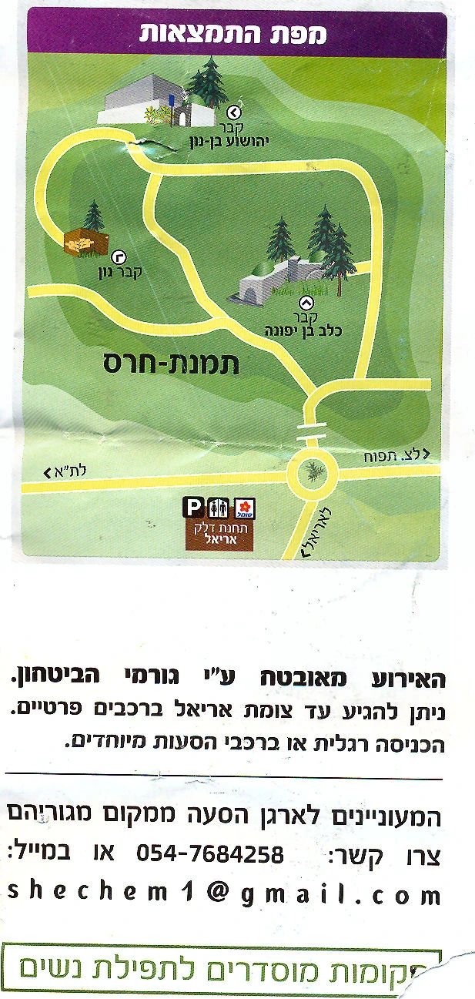 מפת התמצאות
קבר
יהושוע בן-נון
קבר נון
קבר
כלב בן יפונה
תמנת-חרס
לת"א
לצ. תפוח
לאריאל
P
סונול
תחנת דלק
אריאל
האירוע מאובטח ע"י גורמי הביטחון.
ניתן להגיע עד צומת אריאל ברכבים פרטיים.
הכניסה רגלית או ברכבי הסעות מיוחדים.
המעוניינים לארגן הסעה ממקום מגוריהם
צרו קשר: 054-7684258 או במייל:
shechem1@gmail.com
מקומות מוסדרים לתפילת נשים